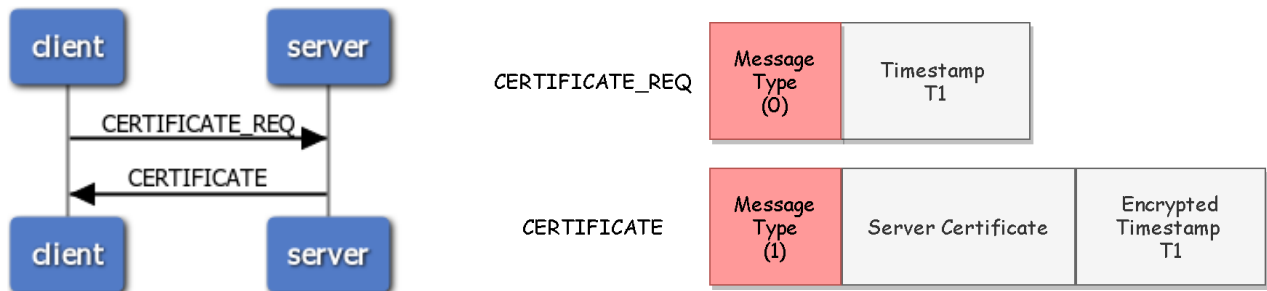 client
server
CERTIFICATE_REQ
CERTIFICATE
client
server
CERTIFICATE_REQ
Message
Type
(0)
Timestamp
T1
CERTIFICATE
Message
Type
(1)
Server Certificate
Encrypted
Timestamp
T1